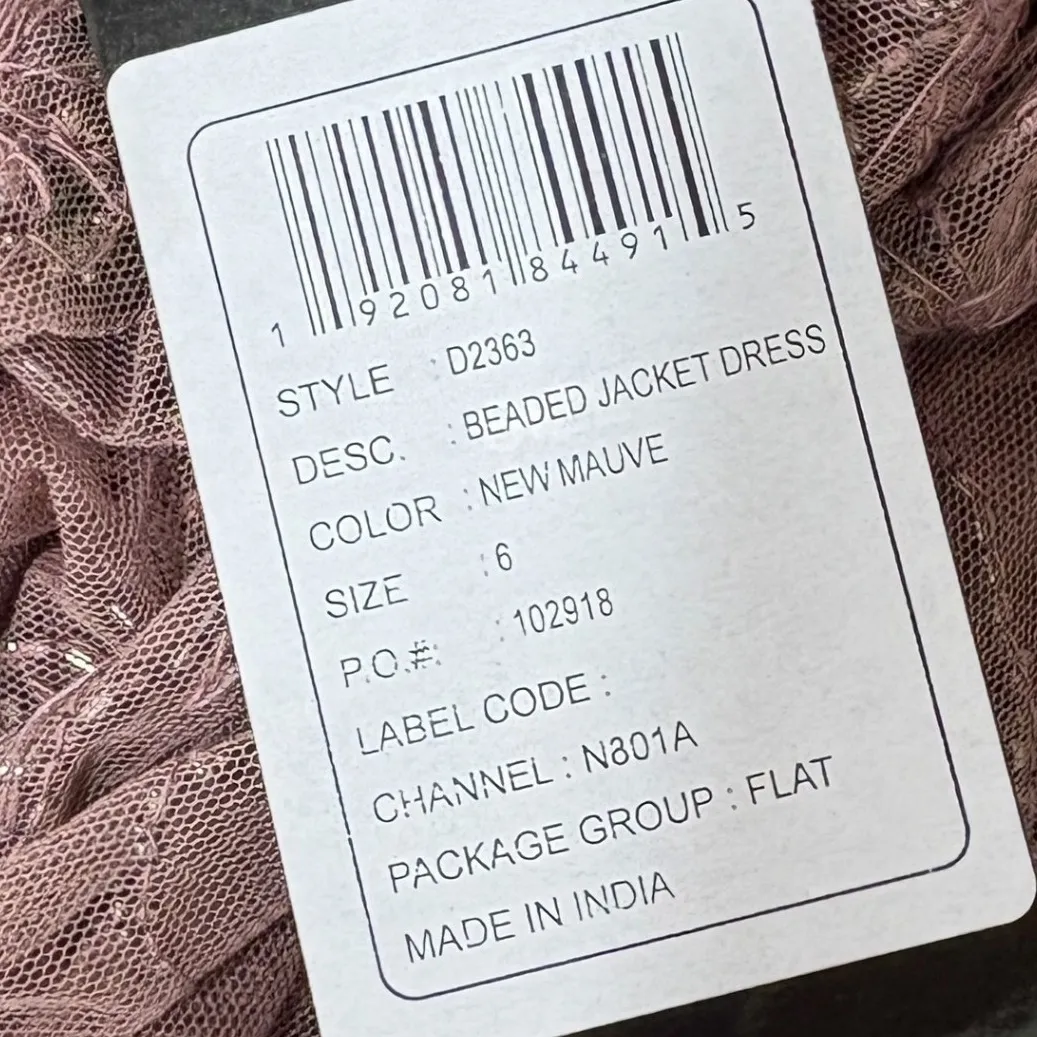 1 92081 84491 5
STYLE : D2363
DESC. : BEADED JACKET DRESS
COLOR : NEW MAUVE
SIZE : 6
P.O.#: : 102918
LABEL CODE :
CHANNEL : N801A
PACKAGE GROUP : FLAT
MADE IN INDIA